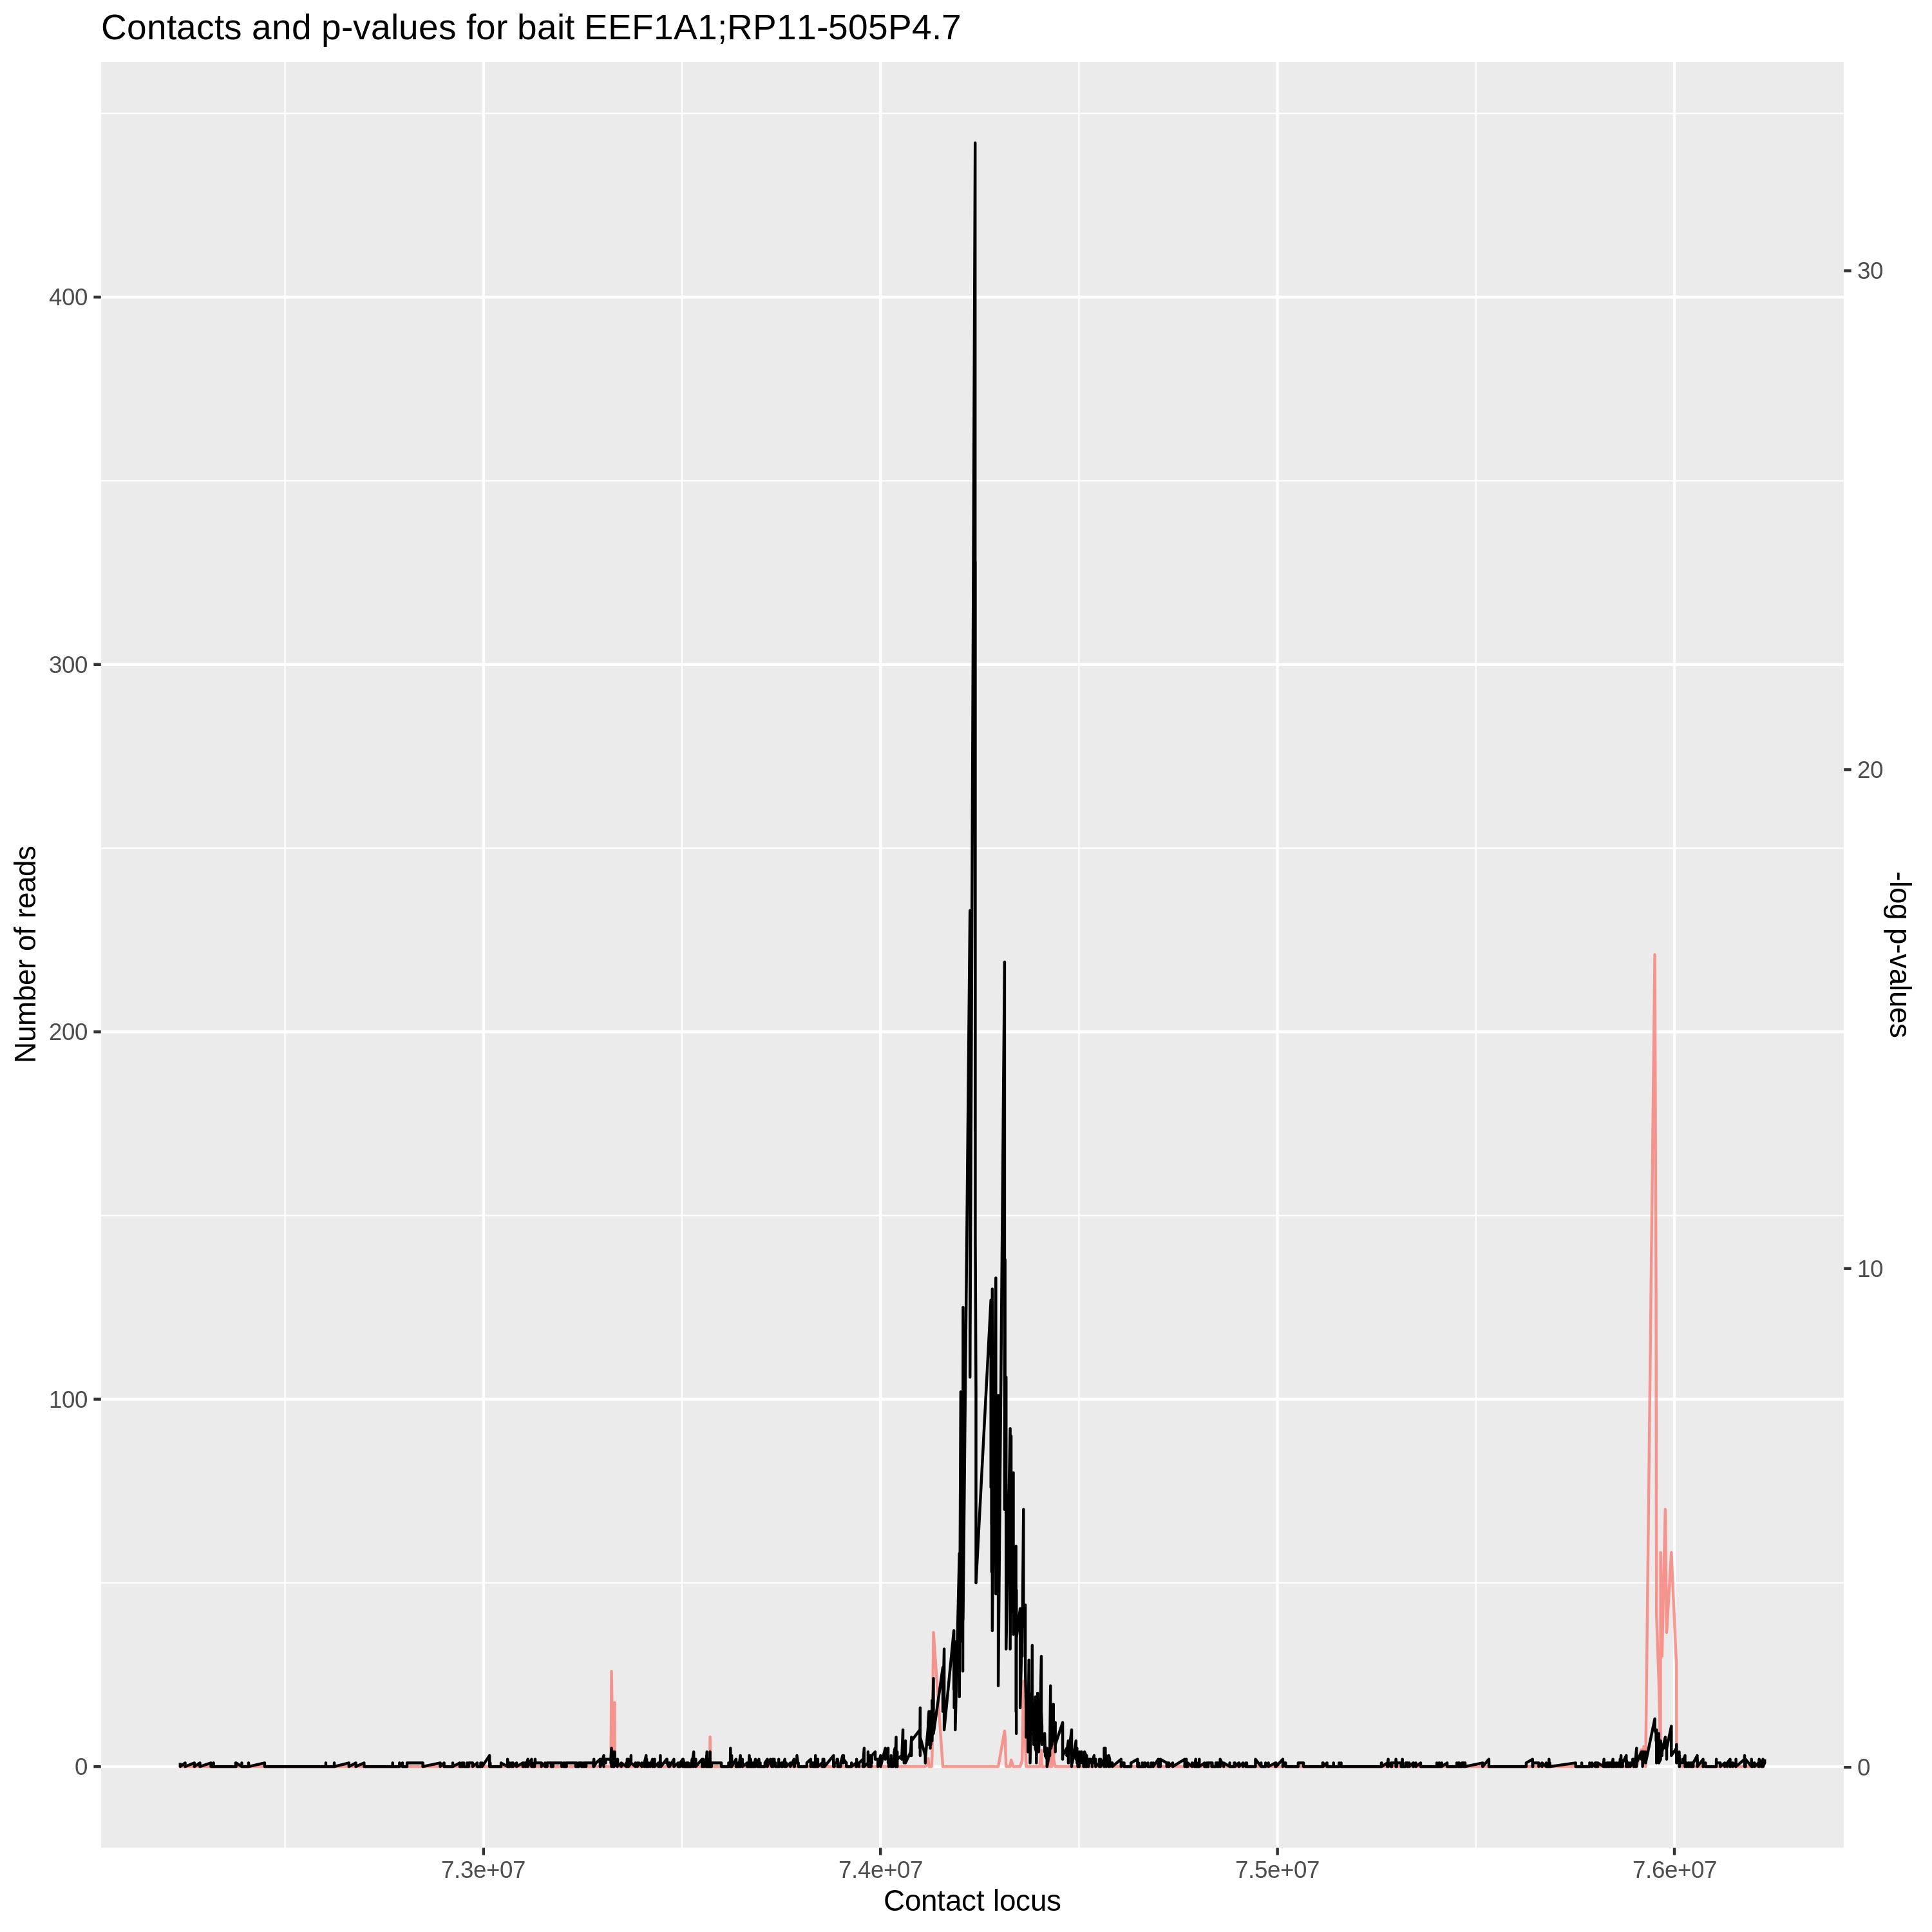 Contacts and p-values for bait EEF1A1;RP11-505P4.7
Number of reads
400
300
200
100
0
30
20
10
0
-log p-values
7.3e+07
7.4e+07
7.5e+07
7.6e+07
Contact locus